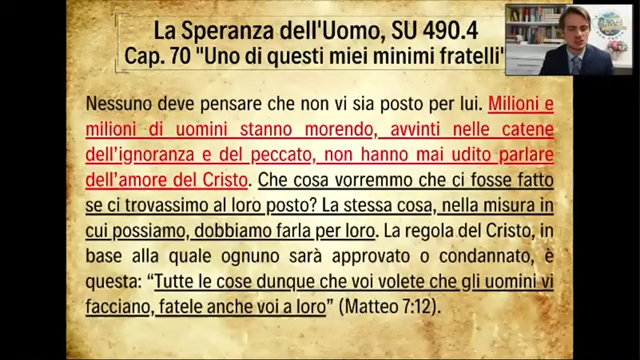 La Speranza dell'Uomo, SU 490.4
Cap. 70 "Uno di questi miei minimi fratelli"
Nessuno deve pensare che non vi sia posto per lui. Milioni e
milioni di uomini stanno morendo, avvinti nelle catene
dell’ignoranza e del peccato, non hanno mai udito parlare
dell’amore del Cristo. Che cosa vorremmo che ci fosse fatto
se ci trovassimo al loro posto? La stessa cosa, nella misura in
cui possiamo, dobbiamo farla per loro. La regola del Cristo, in
base alla quale ognuno sarà approvato o condannato, è
questa: “Tutte le cose dunque che voi volete che gli uomini vi
facciano, fatele anche voi a loro” (Matteo 7:12).